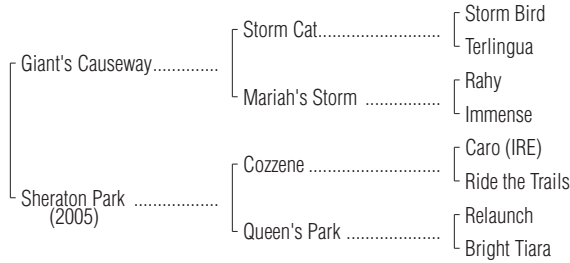 Storm Bird
Storm Cat..............................
Terlingua
Giant's Causeway..............
Rahy
Mariah's Storm ..................
Immense
Caro (IRE)
Cozzene ................................
Ride the Trails
Sheraton Park ..................
(2005)
Relaunch
Queen's Park ......................
Bright Tiara